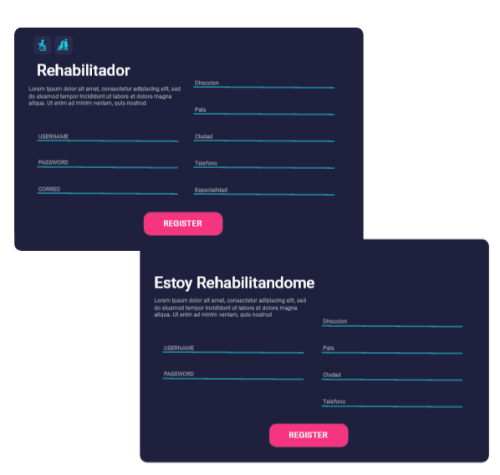 Rehabilitador
Lorem ipsum dolor sit amet, consectetur adipiscing elit, sed
do eiusmod tempor incididunt ut labore et dolore magna
aliqua. Ut enim ad minim veniam, quis nostrud
USERNAME
PASSWORD
CORREO
Direccion
Pais
Ciudad
Telefono
Especialidad
REGISTER
Estoy Rehabilitandome
Lorem ipsum dolor sit amet, consectetur adipiscing elit, sed
do eiusmod tempor incididunt ut labore et dolore magna
aliqua. Ut enim ad minim veniam, quis nostrud
USERNAME
PASSWORD
Direccion
Pais
Ciudad
Telefono
REGISTER